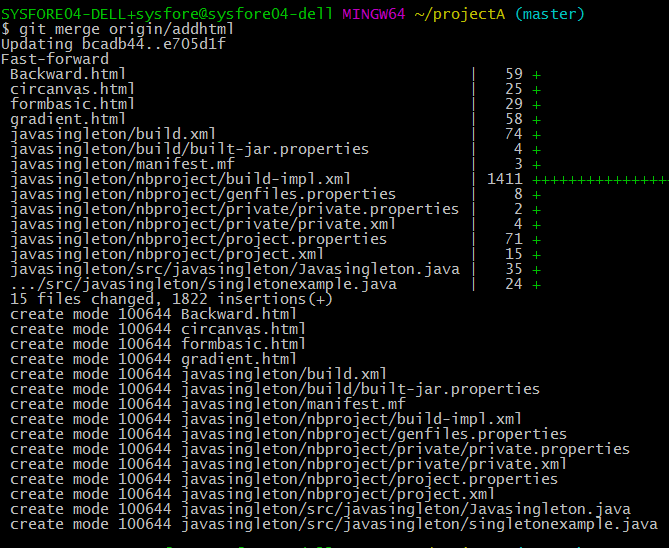 SYSFORE04-DELL+sysfore@sysfore04-dell MINGW64 ~/projectA (master)
$ git merge origin/addhtml
Updating bcadb44..e705d1f
Fast-forward
 Backward.html                                      |   59 +
 circanvas.html                                     |   25 +
 formbasic.html                                     |   29 +
 gradient.html                                      |   58 +
 javasingleton/build.xml                            |   74 +
 javasingleton/build/built-jar.properties           |    4 +
 javasingleton/manifest.mf                          |    3 +
 javasingleton/nbproject/build-impl.xml             | 1411 ++++++++++++++++
 javasingleton/nbproject/genfiles.properties        |    8 +
 javasingleton/nbproject/private/private.properties |    2 +
 javasingleton/nbproject/private/private.xml        |    4 +
 javasingleton/nbproject/project.properties         |   71 +
 javasingleton/nbproject/project.xml                |   15 +
 javasingleton/src/javasingleton/Javasingleton.java |   35 +
 .../src/javasingleton/singletonexample.java        |   24 +
 15 files changed, 1822 insertions(+)
 create mode 100644 Backward.html
 create mode 100644 circanvas.html
 create mode 100644 formbasic.html
 create mode 100644 gradient.html
 create mode 100644 javasingleton/build.xml
 create mode 100644 javasingleton/build/built-jar.properties
 create mode 100644 javasingleton/manifest.mf
 create mode 100644 javasingleton/nbproject/build-impl.xml
 create mode 100644 javasingleton/nbproject/genfiles.properties
 create mode 100644 javasingleton/nbproject/private/private.properties
 create mode 100644 javasingleton/nbproject/private/private.xml
 create mode 100644 javasingleton/nbproject/project.properties
 create mode 100644 javasingleton/nbproject/project.xml
 create mode 100644 javasingleton/src/javasingleton/Javasingleton.java
 create mode 100644 javasingleton/src/javasingleton/singletonexample.java